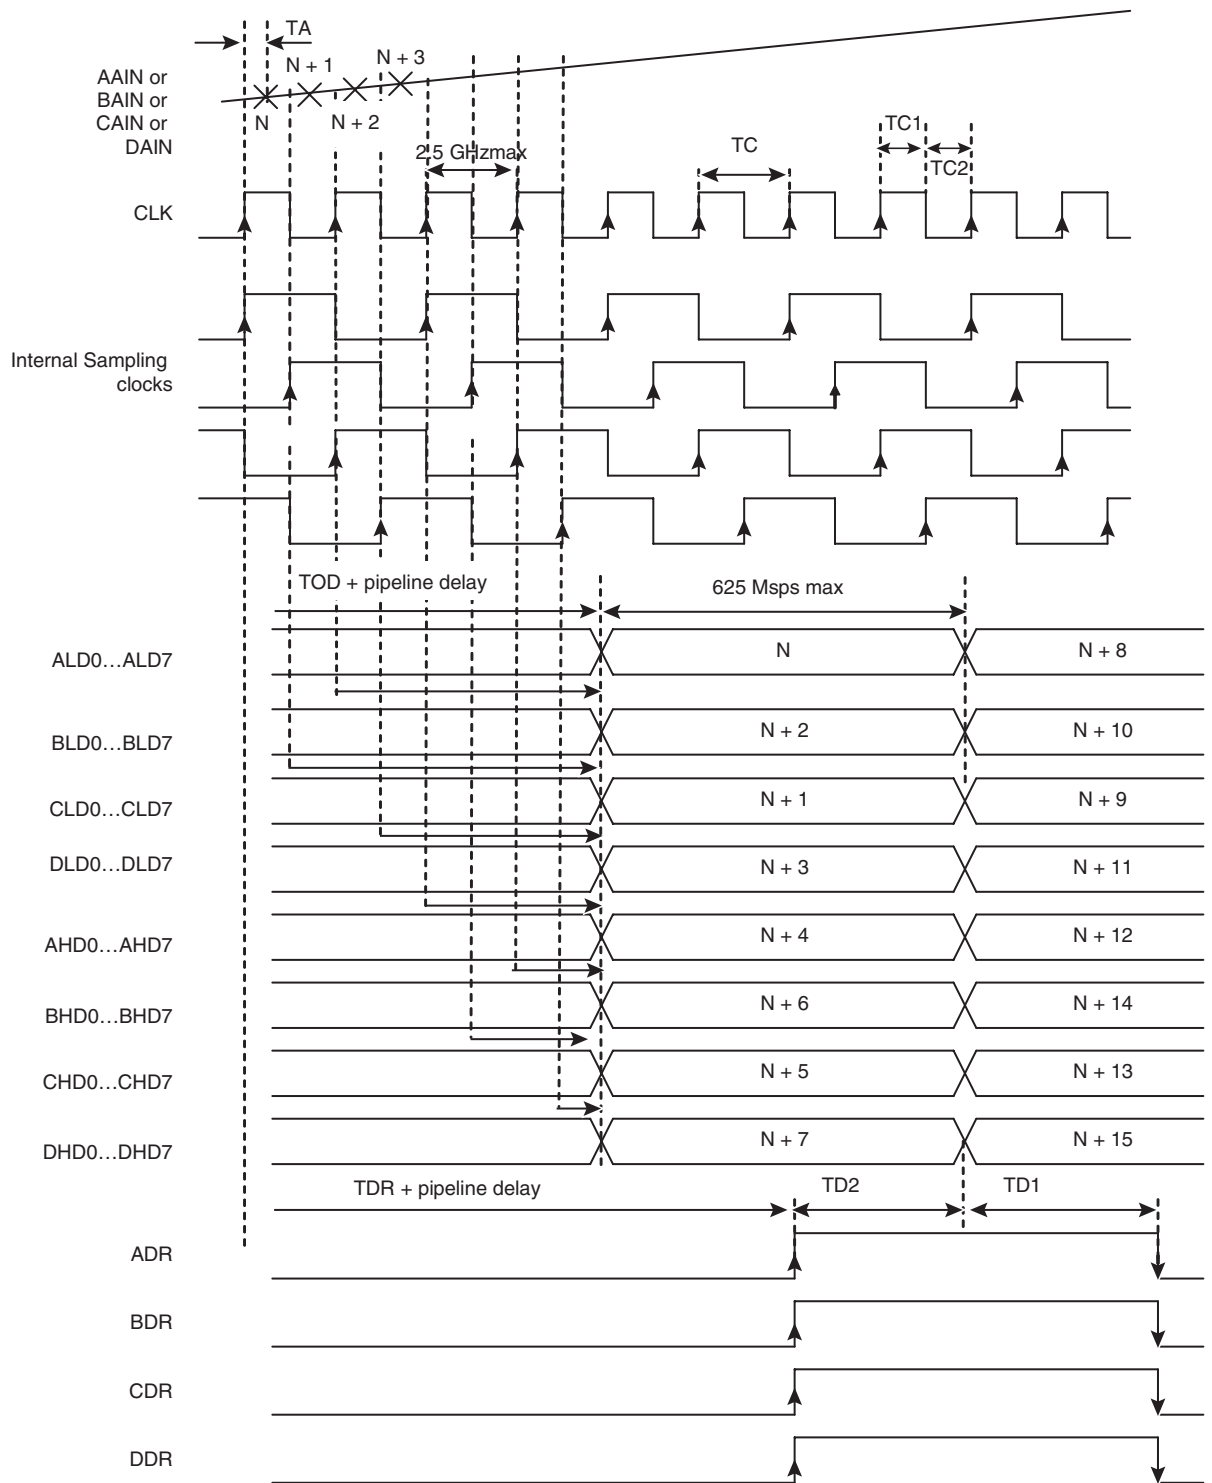 TA
N + 3
N + 1
AAIN or
BAIN or
CAIN or
DAIN
N
N + 2
2.5 GHzmax
TC
TC1
TC2
CLK
Internal Sampling
clocks
TOD + pipeline delay
625 Msps max
ALD0…ALD7
N
N + 8
BLD0…BLD7
N + 2
N + 10
CLD0…CLD7
N + 1
N + 9
DLD0…DLD7
N + 3
N + 11
AHD0…AHD7
N + 4
N + 12
BHD0…BHD7
N + 6
N + 14
CHD0…CHD7
N + 5
N + 13
DHD0…DHD7
N + 7
N + 15
TDR + pipeline delay
TD2
TD1
ADR
BDR
CDR
DDR